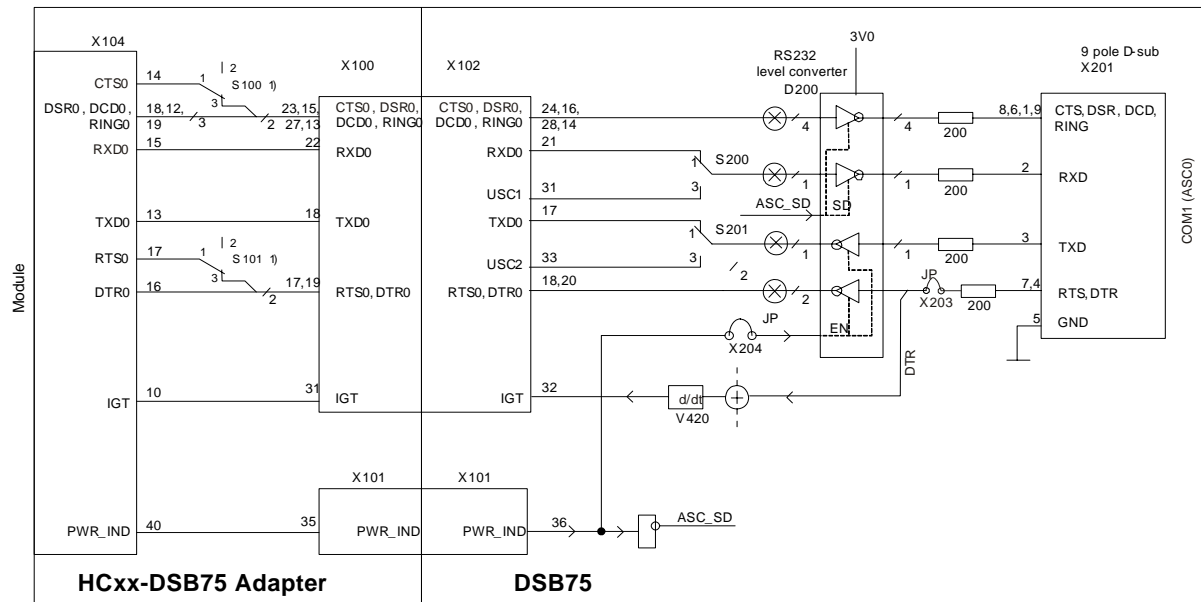 X104
X100
X102
RS232
level converter
D200
3V0
9 pole D-sub
X201
CTS0
14
1
2
S100 1)
3
DSR0, DCD0,
RING0
18,12,
19
3
2
23,15,
27,13
CTS0, DSR0,
DCD0, RING0
CTS0, DSR0,
DCD0, RING0
24,16,
28,14
4
4
200
8,6,1,9
CTS, DSR, DCD,
RING
RXD0
15
22
RXD0
RXD0
21
1
S200
3
1
1
200
2
RXD
USC1
31
ASC_SD
SD
TXD0
13
18
TXD0
TXD0
17
1
S201
3
1
1
200
3
TXD
USC2
33
2
RTS0
17
1
2
S101 1)
3
DTR0
16
2
17,19
RTS0, DTR0
RTS0, DTR0
18,20
2
JP
X203
200
7,4
RTS, DTR
5
GND
JP
X204
EN
DTR
IGT
10
31
IGT
IGT
32
d/dt
V420
X101
X101
PWR_IND
40
35
PWR_IND
PWR_IND
36
ASC_SD
Module
COM1 (ASC0)
HCxx-DSB75 Adapter
DSB75